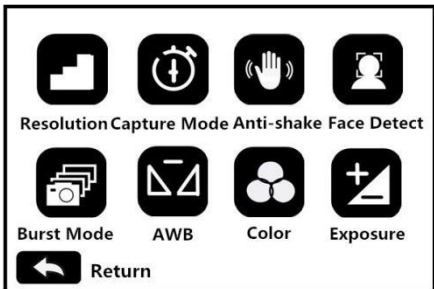 Resolution Capture Mode Anti-shake Face Detect
Burst Mode AWB Color Exposure
Return